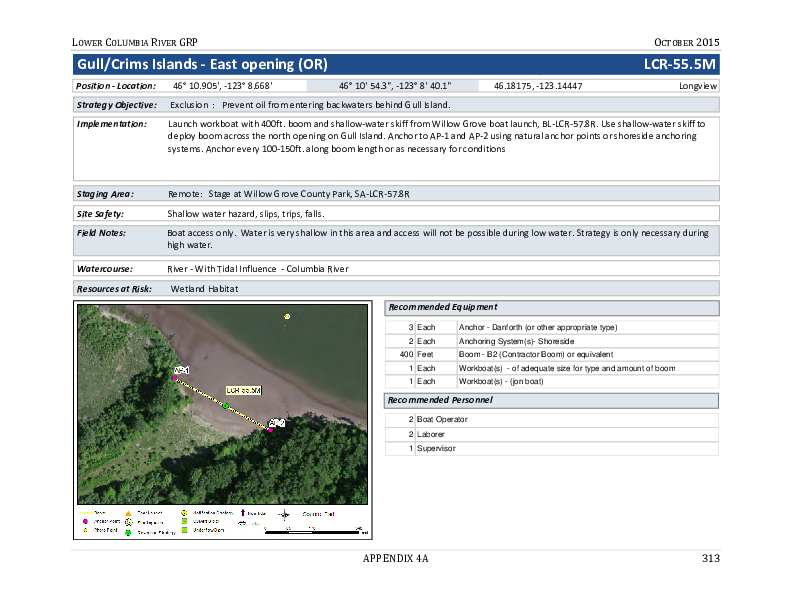 LOWER COLUMBIA RIVER GRP OCTOBER 2015
Gull/Crims Islands - East opening (OR) LCR-55.5M
Position - Location: 46° 10.905', -123° 8.668' 46° 10' 54.3", -123° 8' 40.1" 46.18175, -123.14447 Longview
Strategy Objective: Exclusion : Prevent oil from entering backwaters behind Gull Island.
Implementation: Launch workboat with 400ft. boom and shallow-water skiff from Willow Grove boat launch, BL-LCR-57.8R. Use shallow-water skiff to
deploy boom across the north opening on Gull Island. Anchor to AP-1 and AP-2 using natural anchor points or shoreside anchoring
systems. Anchor every 100-150ft. along boom length or as necessary for conditions
Staging Area: Remote: Stage at Willow Grove County Park, SA-LCR-57.8R
Site Safety: Shallow water hazard, slips, trips, falls.
Field Notes: Boat access only. Water is very shallow in this area and access will not be possible during low water. Strategy is only necessary during
high water.
Watercourse: River - With Tidal Influence - Columbia River
Resources at Risk: Wetland Habitat
AP-1
LCR-55.5M
AP-2
Anchor Point
Photo Point
Notification Strategy
Recommended Equipment
3 Each Anchor - Danforth (or other appropriate type)
2 Each Anchoring System(s)- Shoreside
400 Feet Boom - B2 (Contractor Boom) or equivalent
1 Each Workboat(s) - of adequate size for type and amount of boom
1 Each Workboat(s) - (jon boat)
Recommended Personnel
2 Boat Operator
2 Laborer
1 Supervisor
APPENDIX 4A 313